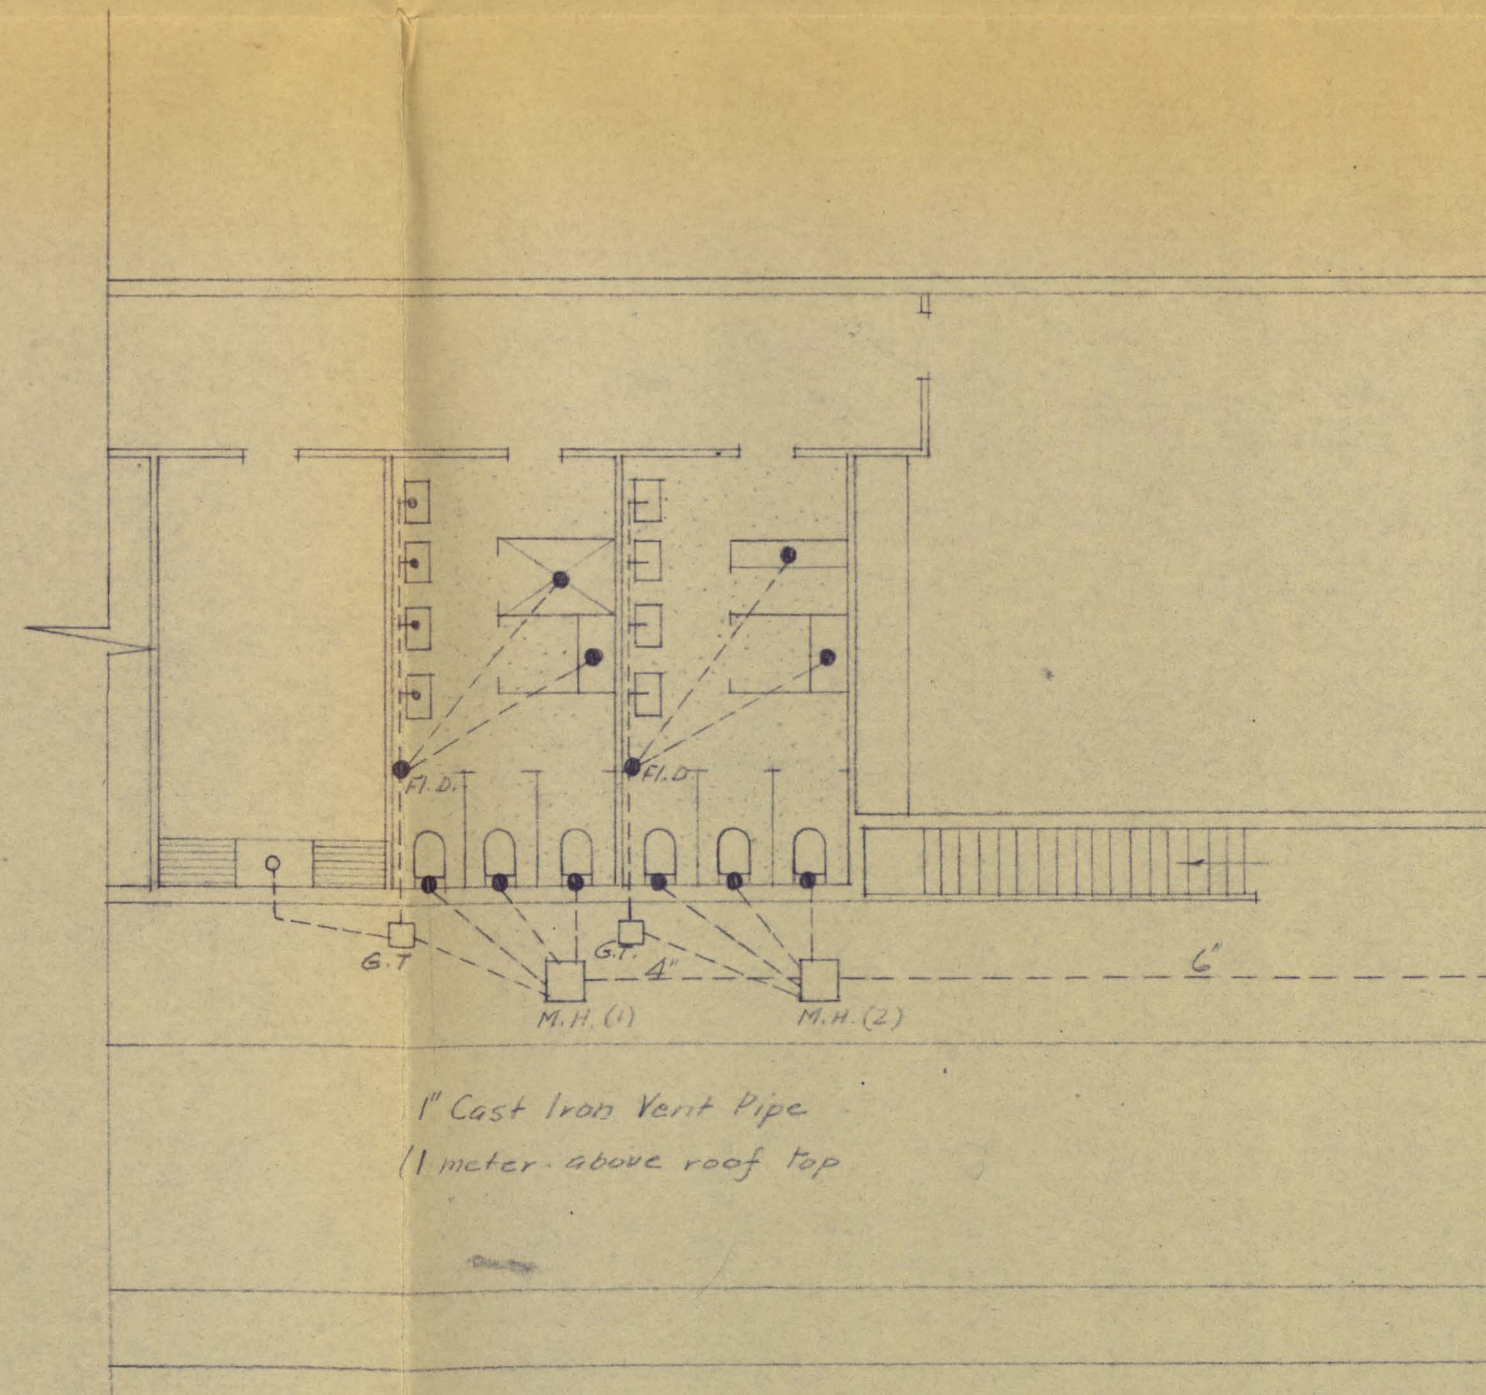 Fl.D.
Fl.D
G.T
G.T.
4"
6"
M.H.(1)
M.H.(2)
1" Cast Iron Vent Pipe
(1 meter. above roof top